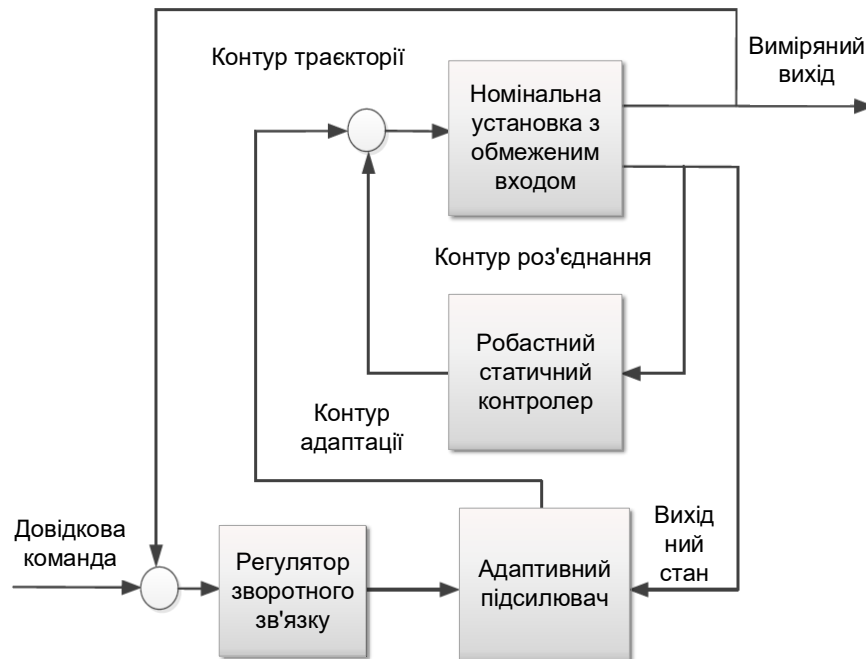 Контур траєкторії
Виміряний
вихід
Номінальна
установка з
обмеженим
входом
Контур роз'єднання
Робастний
статичний
контролер
Контур
адаптації
Довідкова
команда
Регулятор
зворотного
зв'язку
Адаптивний
підсилювач
Вихід
ний
стан